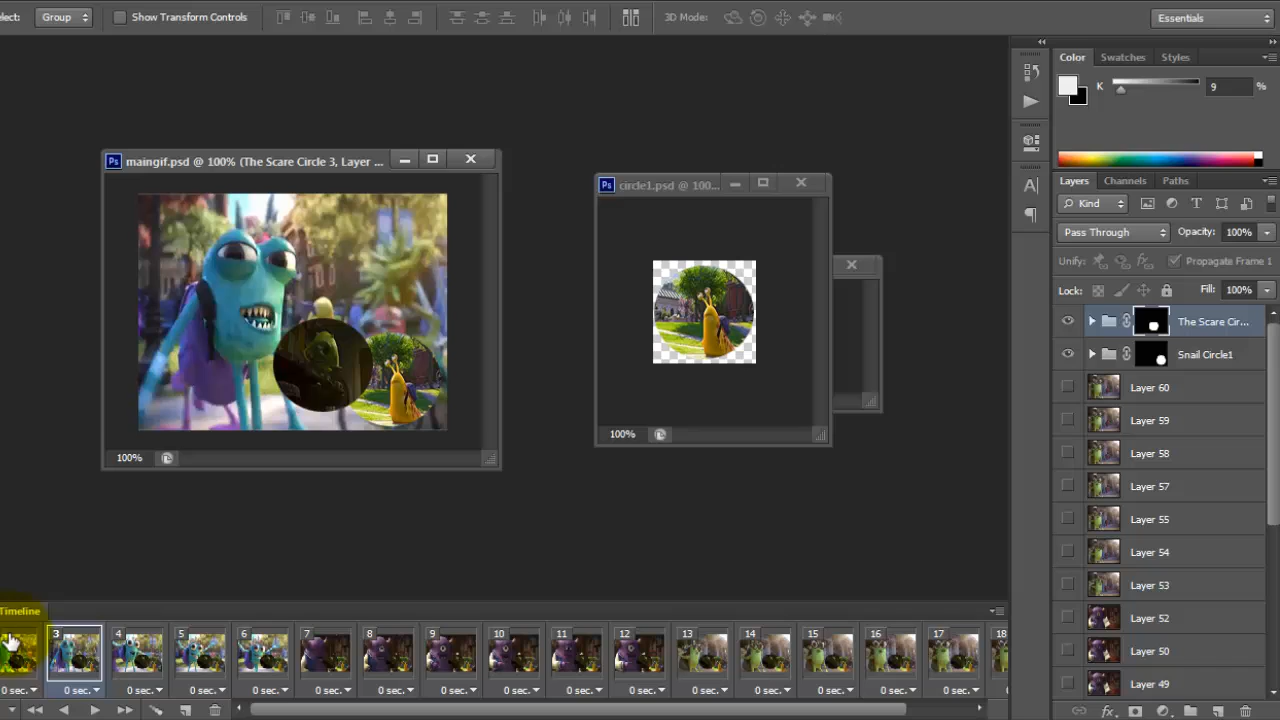 elect: Group Show Transform Controls 3D Mode: Essentials
Color Swatches Styles
K 9 %
Ps maingif.psd @ 100% (The Scare Circle 3, Layer ...
Ps circle1.psd @ 100...
100%
100%
Layers Channels Paths
Kind
Pass Through Opacity: 100%
Unify: Propagate Frame 1
Lock: Fill: 100%
The Scare Cir...
Snail Circle1
Layer 60
Layer 59
Layer 58
Layer 57
Layer 55
Layer 54
Layer 53
Layer 52
Layer 50
Layer 49
Timeline
3 4 5 6 7 8 9 10 11 12 13 14 15 16 17 18
0 sec. 0 sec. 0 sec. 0 sec. 0 sec. 0 sec. 0 sec. 0 sec. 0 sec. 0 sec. 0 sec. 0 sec. 0 sec. 0 sec. 0 sec. 0 sec. 0